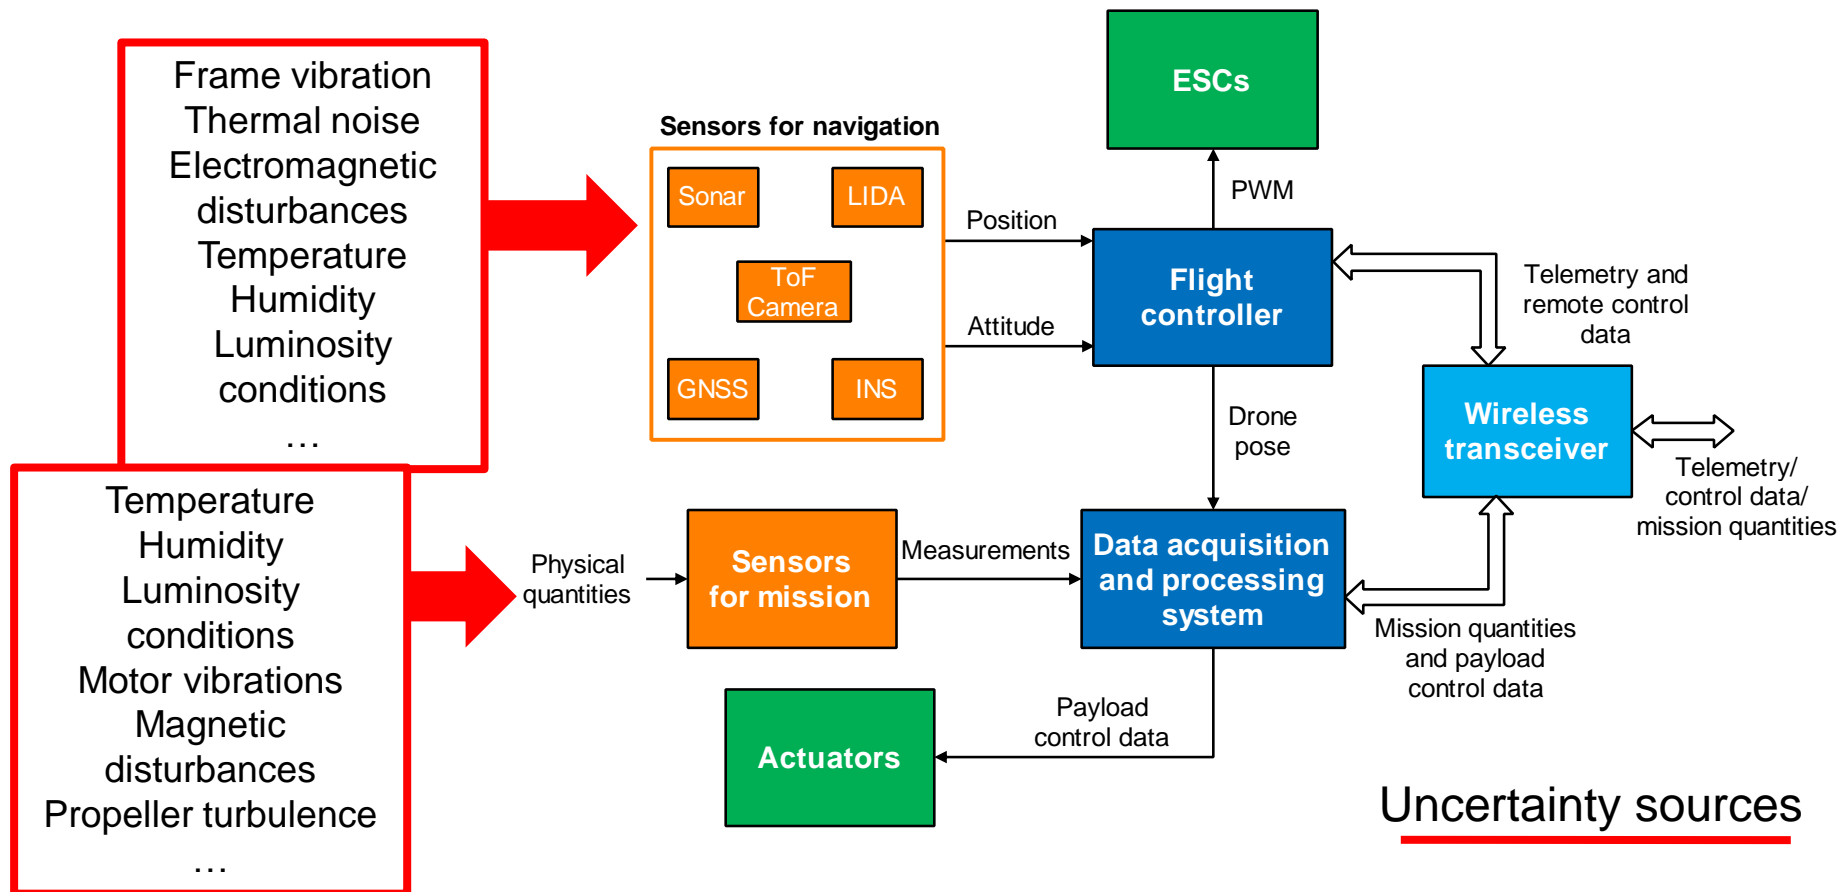 Frame vibration
Thermal noise
Electromagnetic
disturbances
Temperature
Humidity
Luminosity
conditions
…
Temperature
Humidity
Luminosity
conditions
Motor vibrations
Magnetic
disturbances
Propeller turbulence
…
Sensors for navigation
Sonar
LIDA
ToF
Camera
GNSS
INS
Position
Attitude
ESCs
PWM
Flight
controller
Telemetry and
remote control
data
Drone
pose
Wireless
transceiver
Telemetry/
control data/
mission quantities
Physical
quantities
Sensors
for mission
Measurements
Data acquisition
and processing
system
Mission quantities
and payload
control data
Payload
control data
Actuators
Uncertainty sources